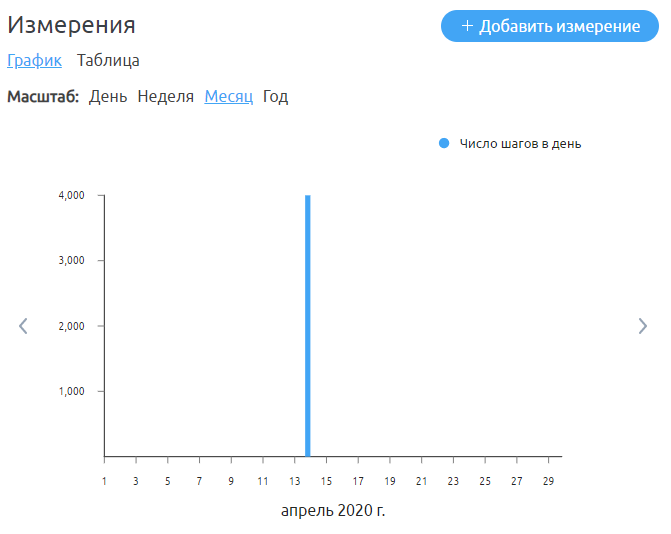 Измерения
+ Добавить измерение
График Таблица
Масштаб: День Неделя Месяц Год
Число шагов в день
4,000
3,000
2,000
1,000
1 3 5 7 9 11 13 15 17 19 21 23 25 27 29
апрель 2020 г.